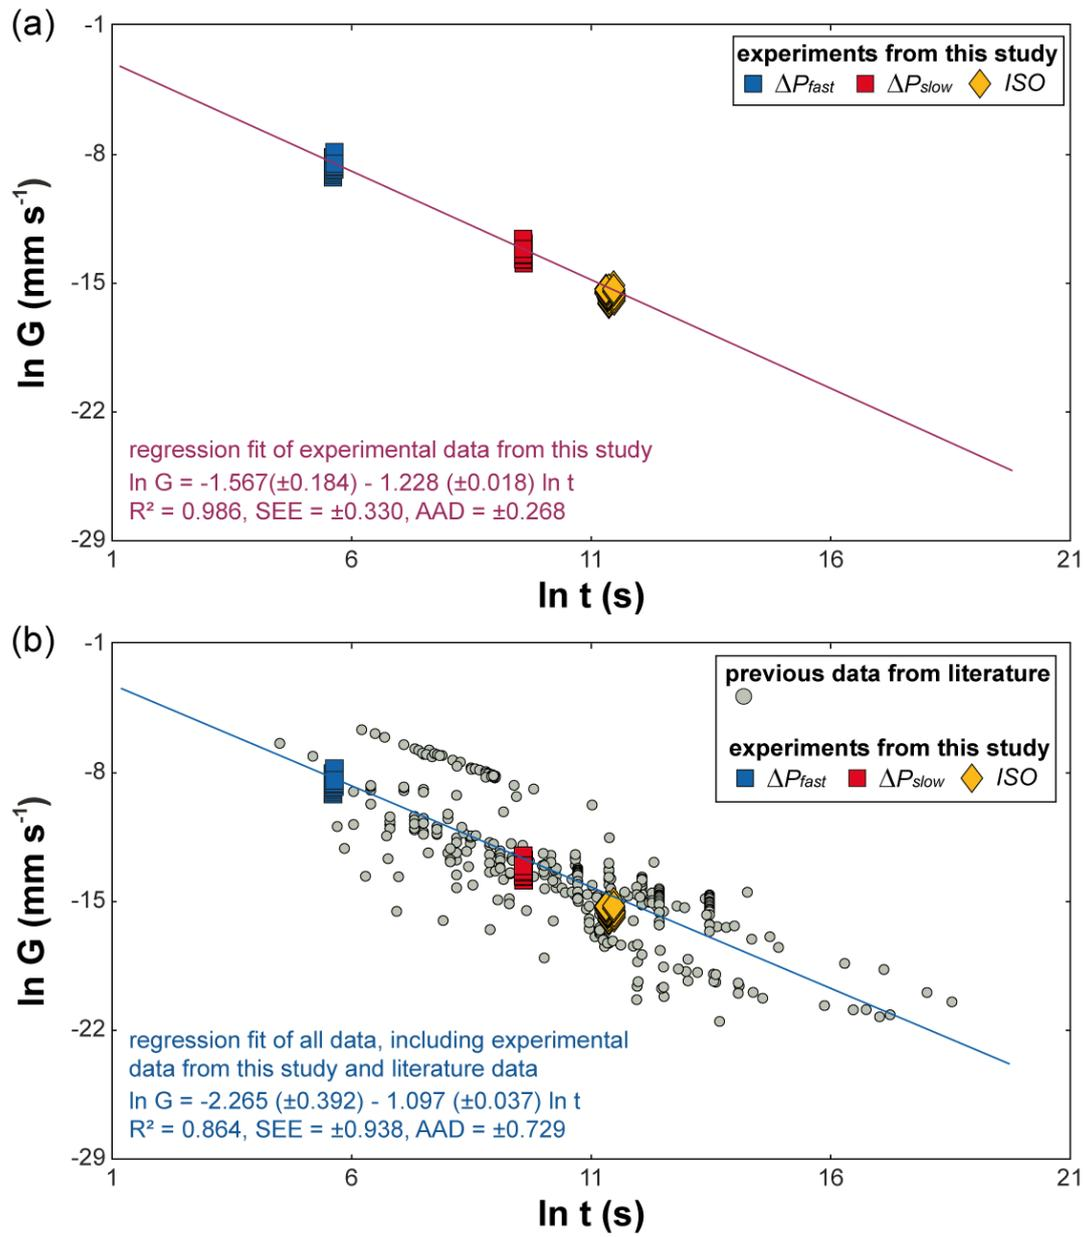 (a)
-1
-8
-15
-22
-29
ln G (mm s⁻¹)
experiments from this study
ΔPfast ΔPslow ISO
regression fit of experimental data from this study
ln G = -1.567(±0.184) - 1.228 (±0.018) ln t
R² = 0.986, SEE = ±0.330, AAD = ±0.268
1 6 11 16 21
ln t (s)
(b)
-1
-8
-15
-22
-29
ln G (mm s⁻¹)
previous data from literature
experiments from this study
ΔPfast ΔPslow ISO
regression fit of all data, including experimental
data from this study and literature data
ln G = -2.265 (±0.392) - 1.097 (±0.037) ln t
R² = 0.864, SEE = ±0.938, AAD = ±0.729
1 6 11 16 21
ln t (s)